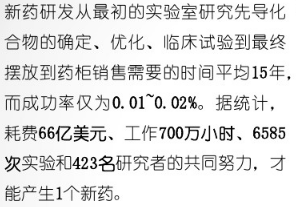 新药研发从最初的实验室研究先导化
合物的确定、优化、临床试验到最终
摆放到药柜销售需要的时间平均15年，
而成功率仅为0.01~0.02%。据统计，
耗费66亿美元、工作700万小时、6585
次实验和423名研究者的共同努力，才
能产生1个新药。